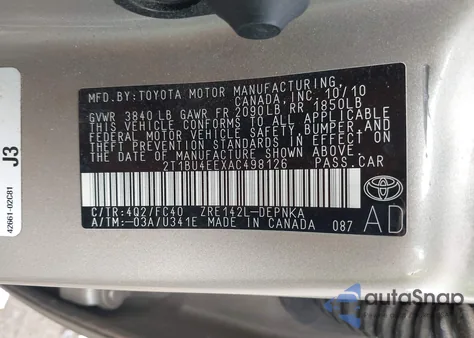 MFD.BY:TOYOTA MOTOR MANUFACTURING
CANADA,INC. 10/10
GVWR 3840 LB GAWR FR 2090LB RR 1850LB
THIS VEHICLE CONFORMS TO ALL APPLICABLE
FEDERAL MOTOR VEHICLE SAFETY, BUMPER, AND
THEFT PREVENTION STANDARDS IN EFFECT ON
THE DATE OF MANUFACTURE SHOWN ABOVE.
2T1BU4EEXAC498126 PASS.CAR
C/TR:4Q2/FC40 ZRE142L-DEPNKA
A/TM:-03A/U341E MADE IN CANADA 087
AD
TOYOTA
J3
42661-02C81
autoSnap